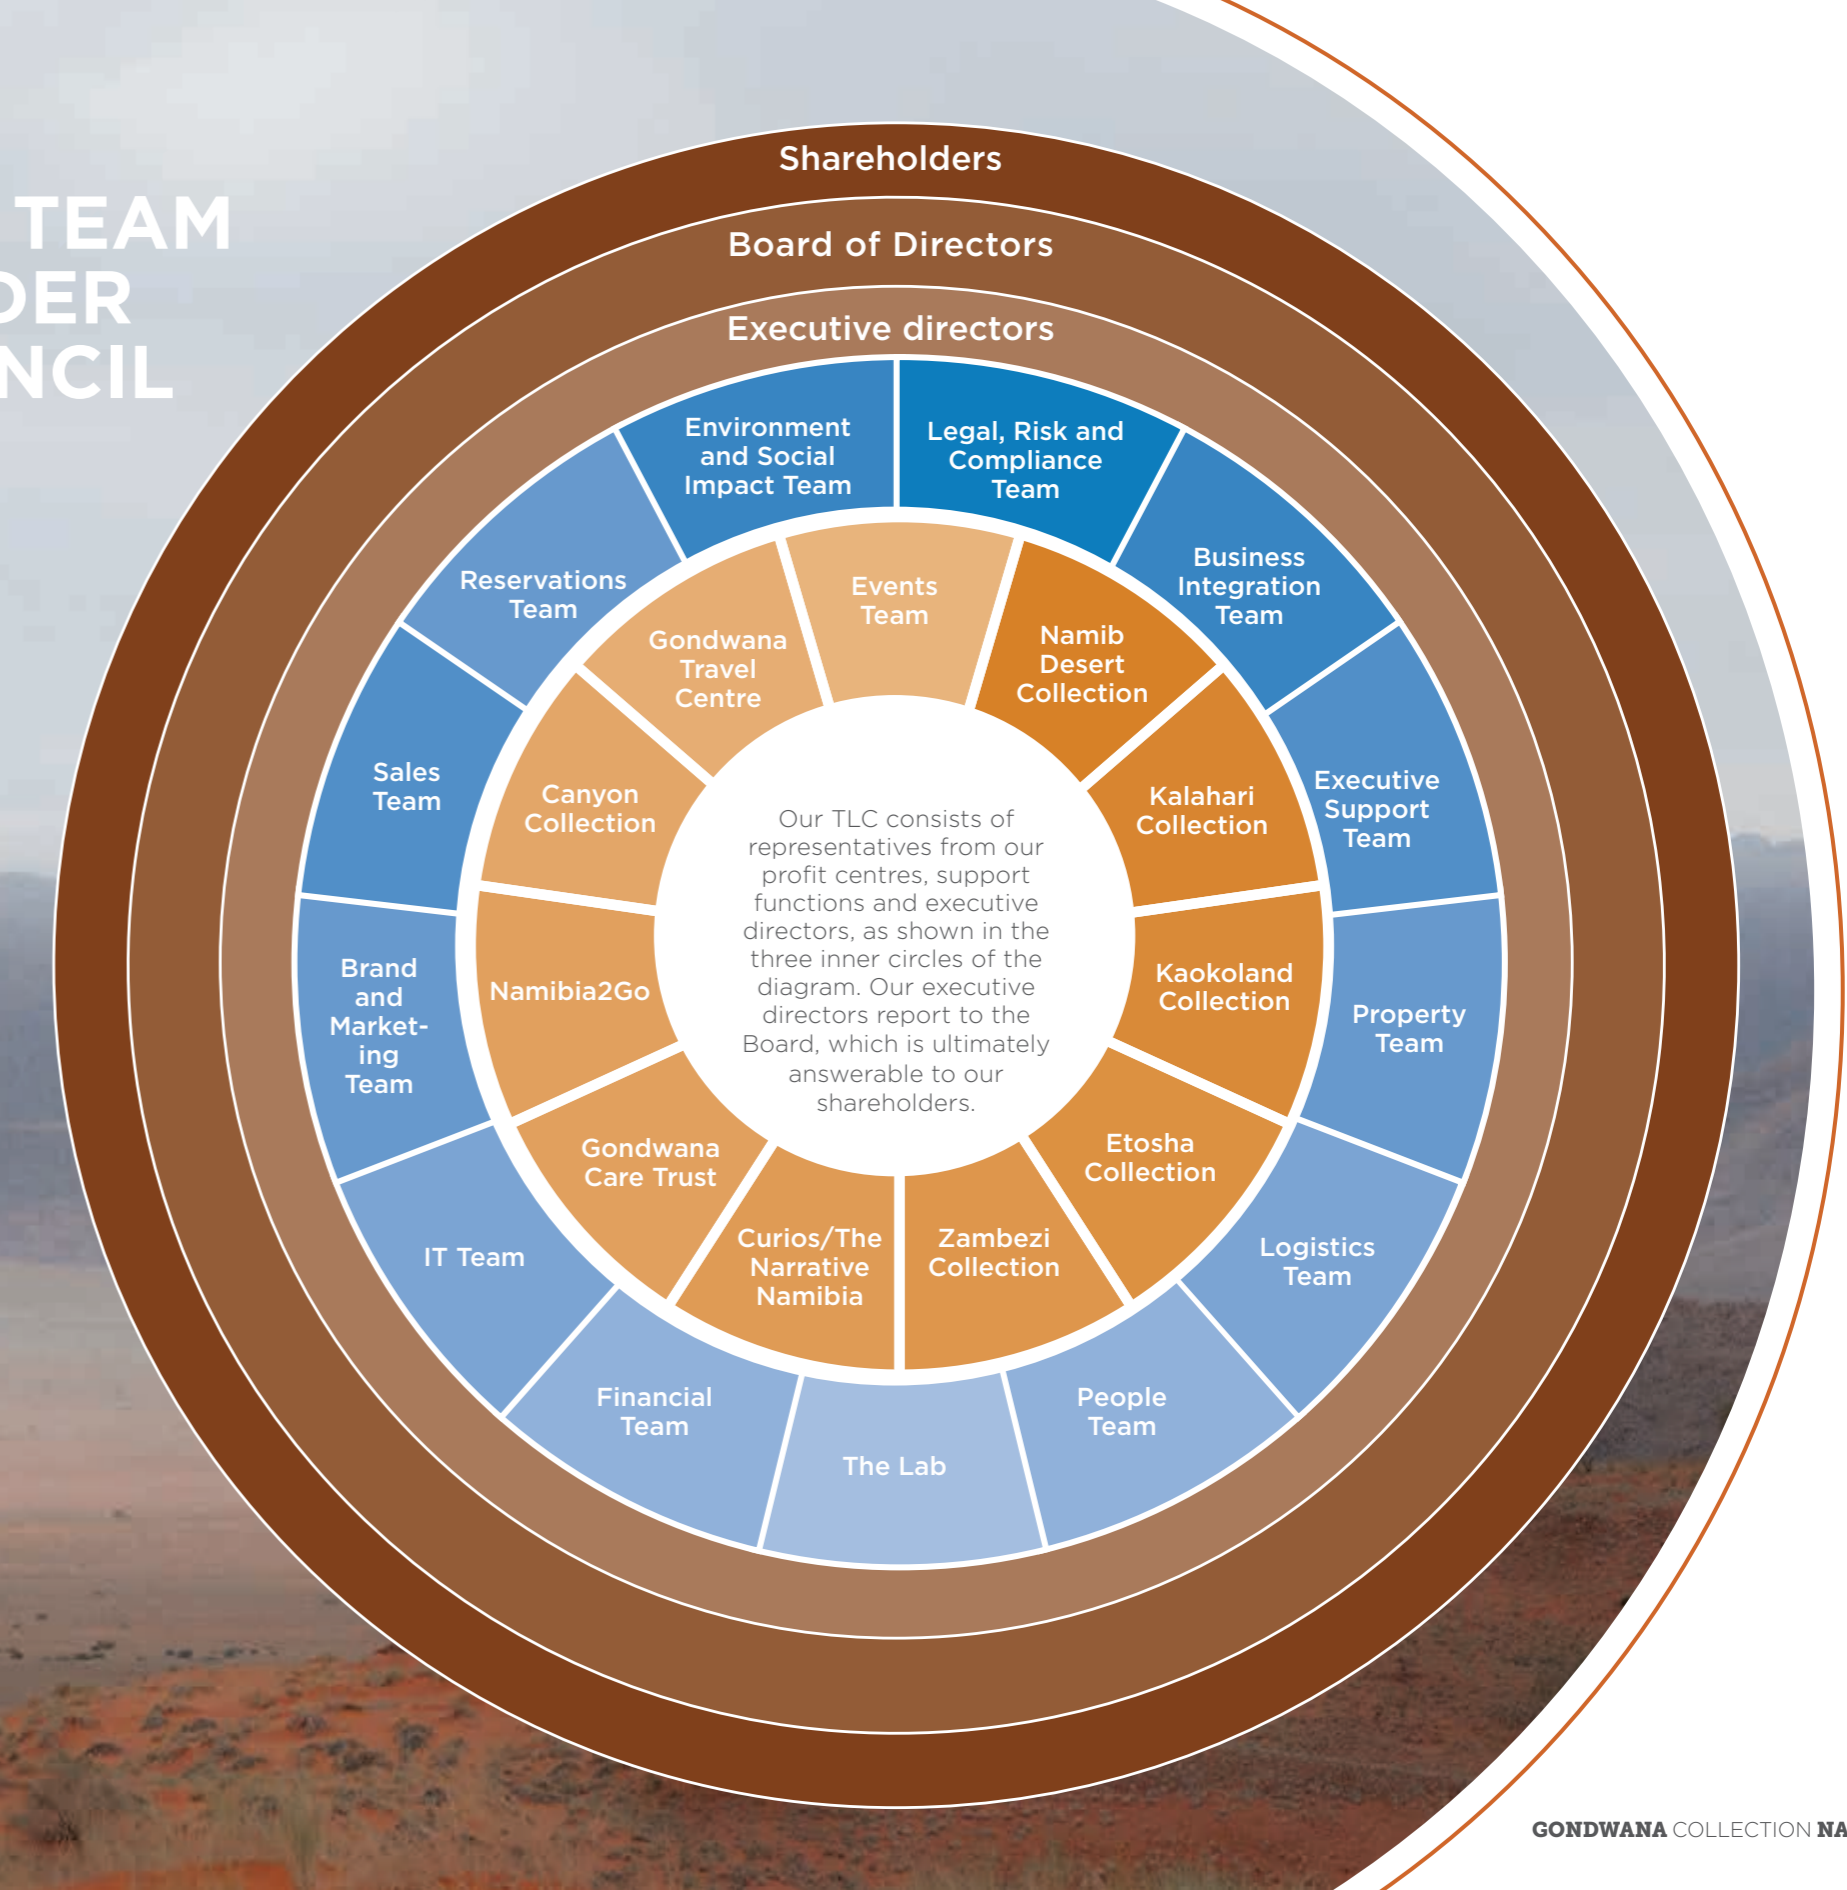 TEAM
DER
NCIL
Shareholders
Board of Directors
Executive directors
Environment
and Social
Impact Team
Legal, Risk and
Compliance
Team
Business
Integration
Team
Executive
Support
Team
Property
Team
Logistics
Team
People
Team
The Lab
Financial
Team
IT Team
Brand
and
Market-
ing
Team
Sales
Team
Reservations
Team
Events
Team
Namib
Desert
Collection
Kalahari
Collection
Kaokoland
Collection
Etosha
Collection
Zambezi
Collection
Curios/The
Narrative
Namibia
Gondwana
Care Trust
Namibia2Go
Canyon
Collection
Gondwana
Travel
Centre
Our TLC consists of
representatives from our
profit centres, support
functions and executive
directors, as shown in the
three inner circles of the
diagram. Our executive
directors report to the
Board, which is ultimately
answerable to our
shareholders.
GONDWANA COLLECTION NA